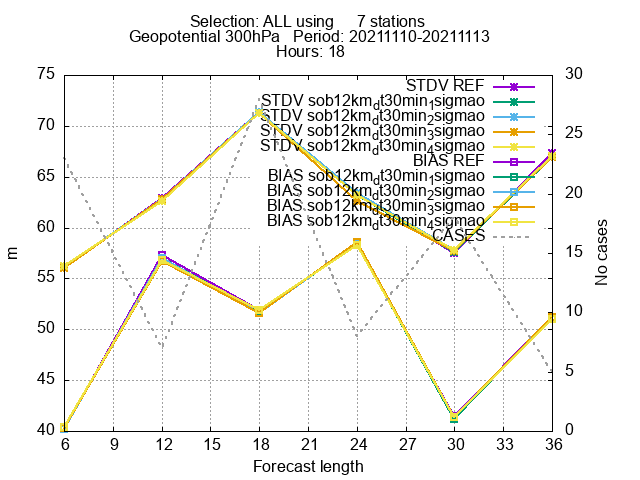 Selection: ALL using 7 stations
Geopotential 300hPa Period: 20211110-20211113
Hours: 18
75
70
65
60
55
50
45
40
30
25
20
15
10
5
0
m
No cases
STDV REF
STDV sob12km_dt30min_1sigmao
STDV sob12km_dt30min_2sigmao
STDV sob12km_dt30min_3sigmao
STDV sob12km_dt30min_4sigmao
BIAS REF
BIAS sob12km_dt30min_1sigmao
BIAS sob12km_dt30min_2sigmao
BIAS sob12km_dt30min_3sigmao
BIAS sob12km_dt30min_4sigmao
CASES
6 9 12 15 18 21 24 27 30 33 36
Forecast length